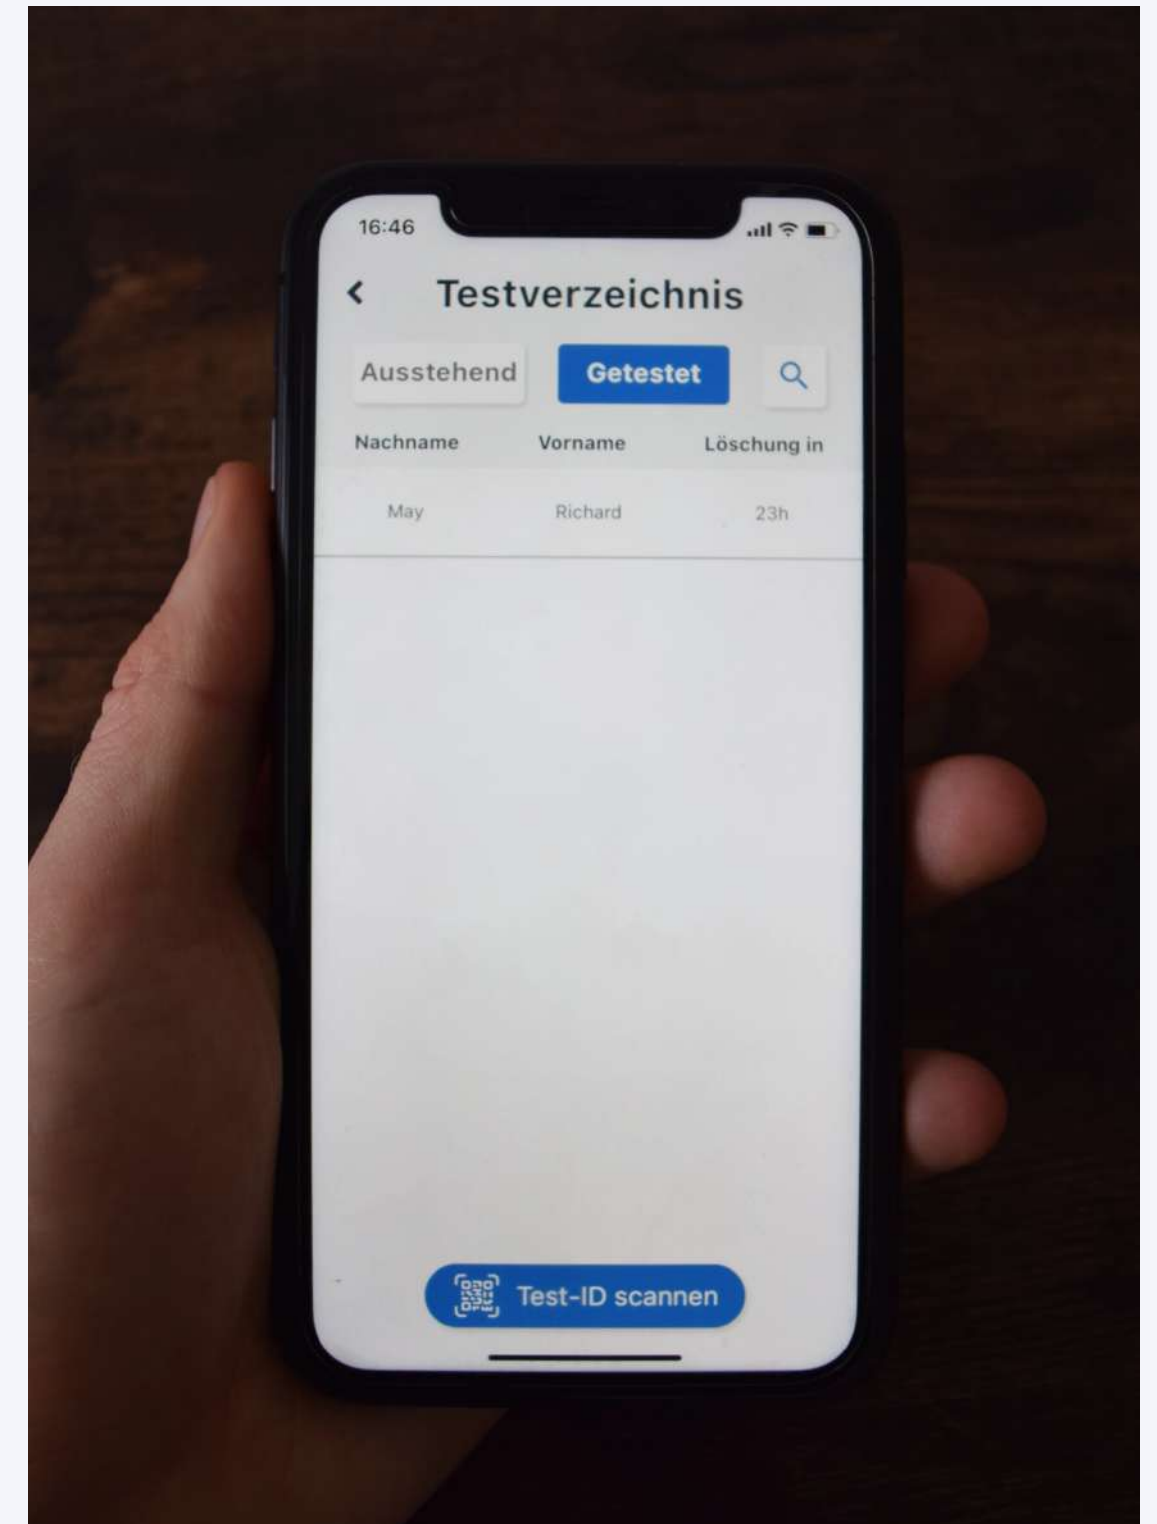 16:46
Testverzeichnis
Ausstehend Getestet
Nachname Vorname Löschung in
May Richard 23h
Test-ID scannen